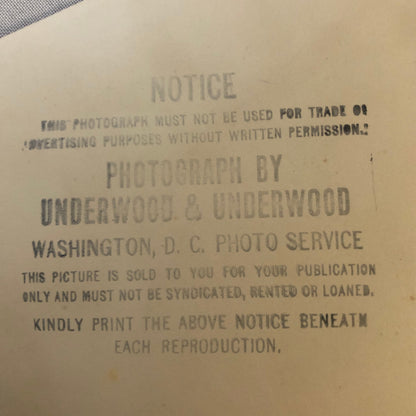 NOTICE
THIS PHOTOGRAPH MUST NOT BE USED FOR TRADE OR
ADVERTISING PURPOSES WITHOUT WRITTEN PERMISSION.
PHOTOGRAPH BY
UNDERWOOD & UNDERWOOD
WASHINGTON, D. C. PHOTO SERVICE
THIS PICTURE IS SOLD TO YOU FOR YOUR PUBLICATION
ONLY AND MUST NOT BE SYNDICATED, RENTED OR LOANED.
KINDLY PRINT THE ABOVE NOTICE BENEATH
EACH REPRODUCTION.